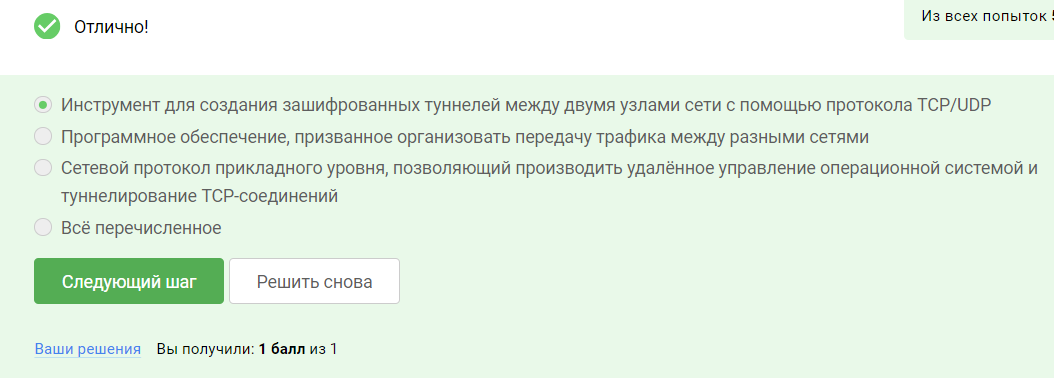 Отлично!
Из всех попыток
Инструмент для создания зашифрованных туннелей между двумя узлами сети с помощью протокола TCP/UDP
Программное обеспечение, призванное организовать передачу трафика между разными сетями
Сетевой протокол прикладного уровня, позволяющий производить удалённое управление операционной системой и
туннелирование TCP-соединений
Всё перечисленное
Следующий шаг Решить снова
Ваши решения Вы получили: 1 балл из 1